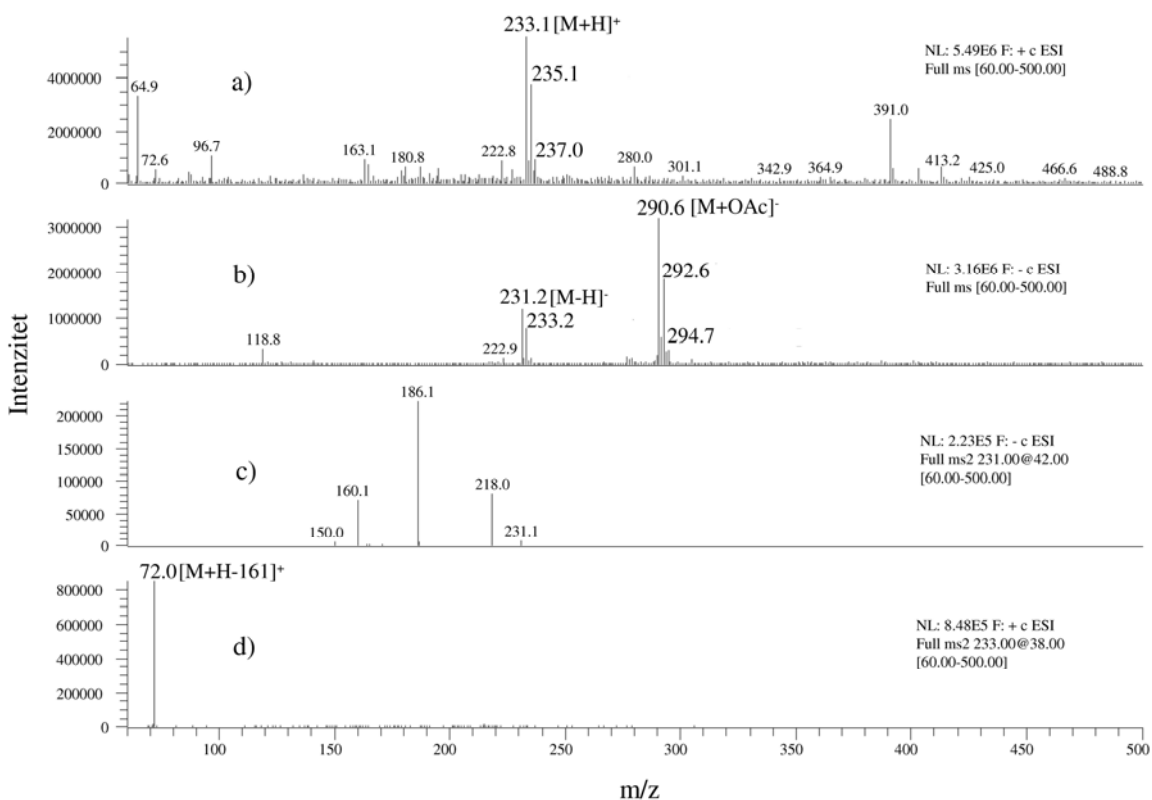 233.1 [M+H]+
235.1
237.0
a)
NL: 5.49E6 F: + c ESI
Full ms [60.00-500.00]
4000000
2000000
0
64.9
72.6
96.7
163.1
180.8
222.8
280.0
301.1
342.9
364.9
391.0
413.2
425.0
466.6
488.8
290.6 [M+OAc]-
292.6
294.7
231.2 [M-H]-
233.2
b)
NL: 3.16E6 F: - c ESI
Full ms [60.00-500.00]
3000000
2000000
1000000
0
118.8
222.9
Intenzitet
186.1
c)
NL: 2.23E5 F: - c ESI
Full ms2 231.00@42.00
[60.00-500.00]
200000
150000
100000
50000
0
150.0
160.1
218.0
231.1
72.0 [M+H-161]+
d)
NL: 8.48E5 F: + c ESI
Full ms2 233.00@38.00
[60.00-500.00]
800000
600000
400000
200000
0
100 150 200 250 300 350 400 450 500
m/z